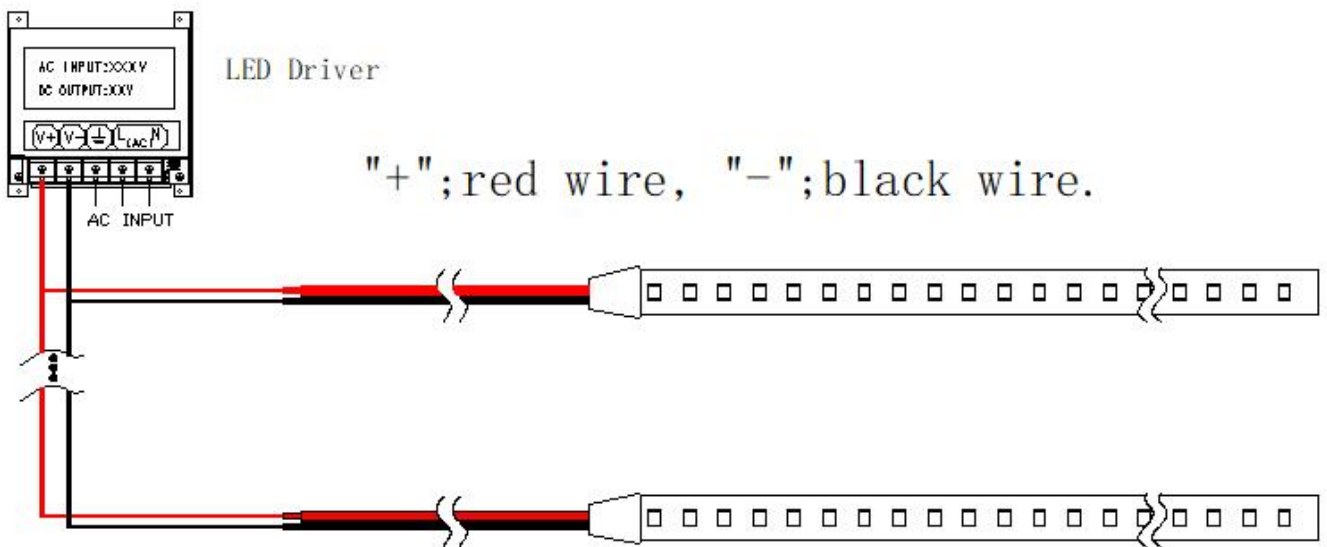 AC INPUT:XXXV
DC OUTPUT:XXV
LED Driver
V+ V- L(AC)N
"+";red wire, "-";black wire.
AC INPUT